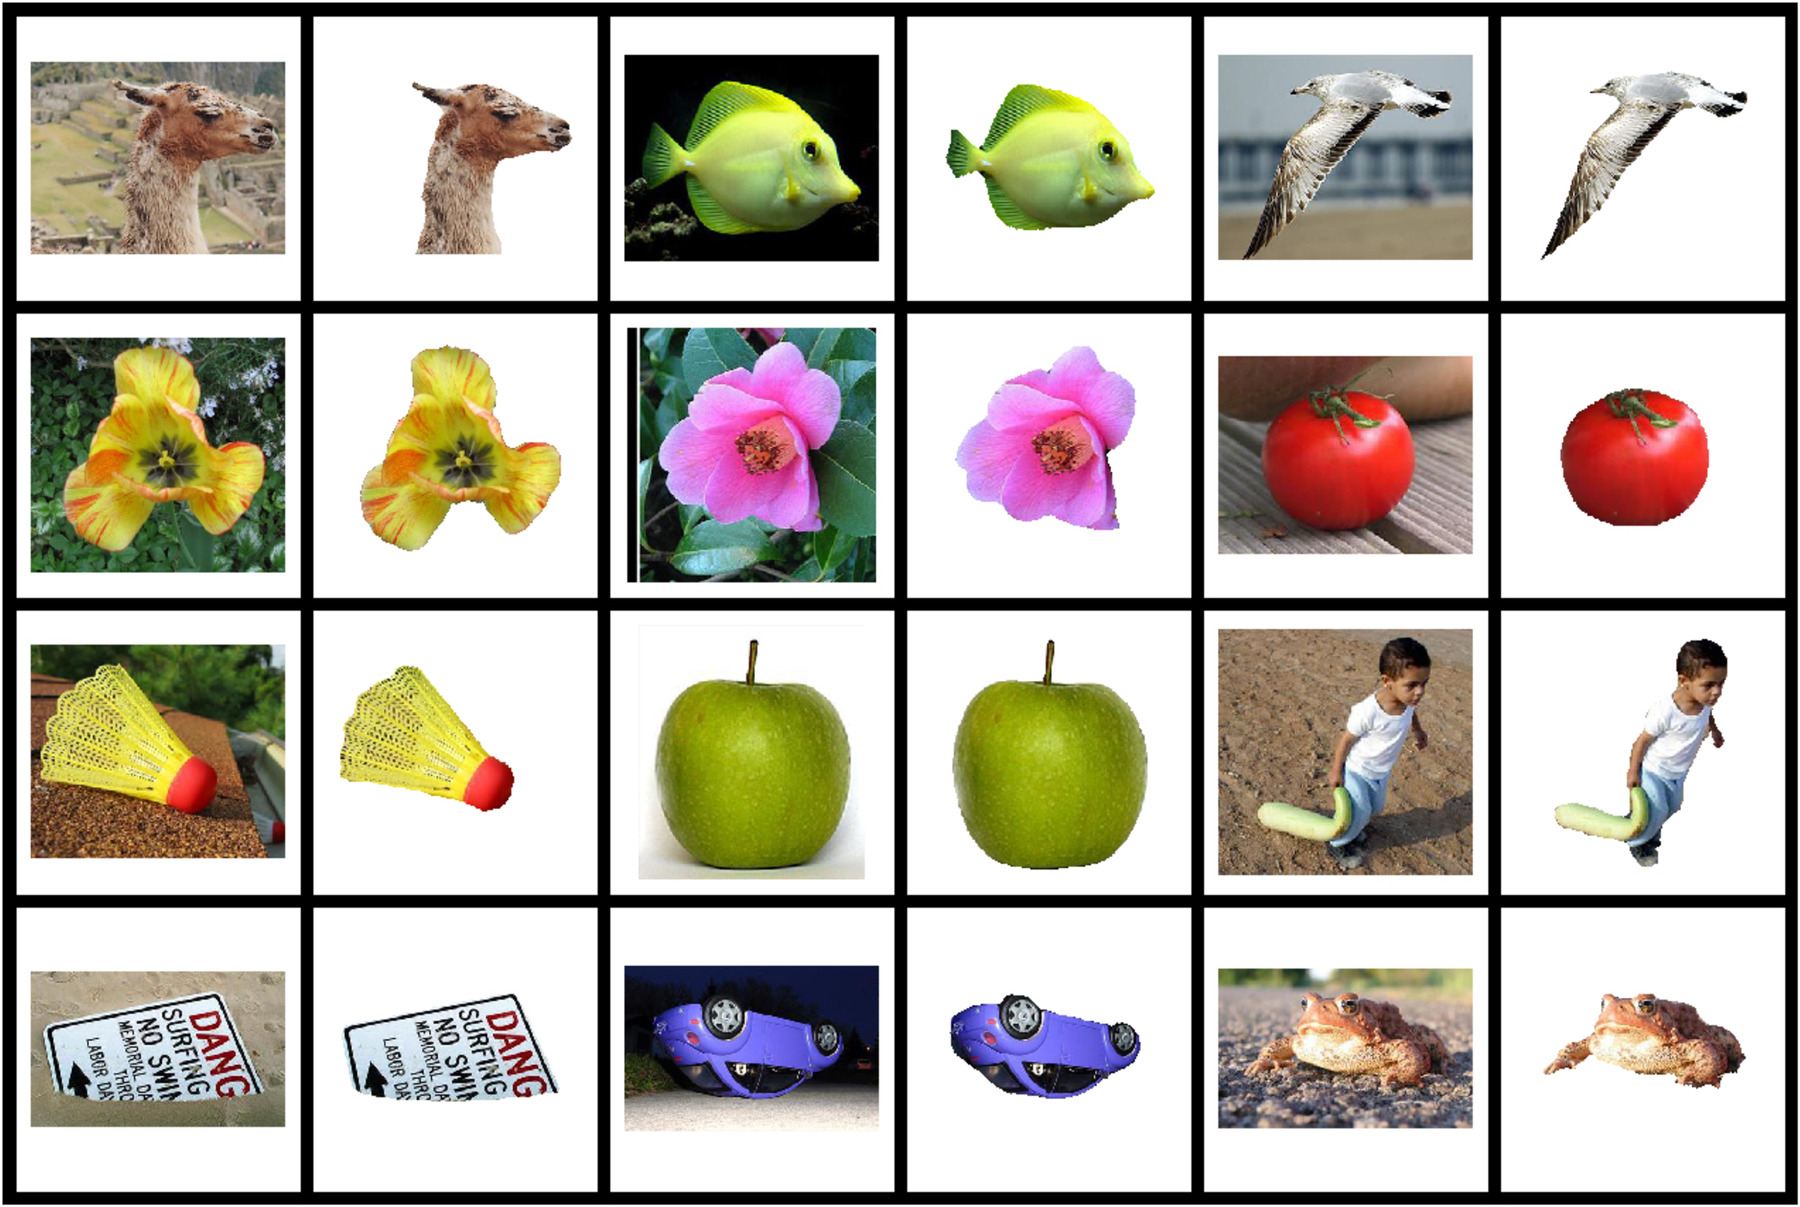 DANG
SURFING
NO SWIM
MEMORIAL DA
THRO
LABOR DA
DANG
SURFING
NO SWIM
MEMORIAL DA
THRO
LABOR DA